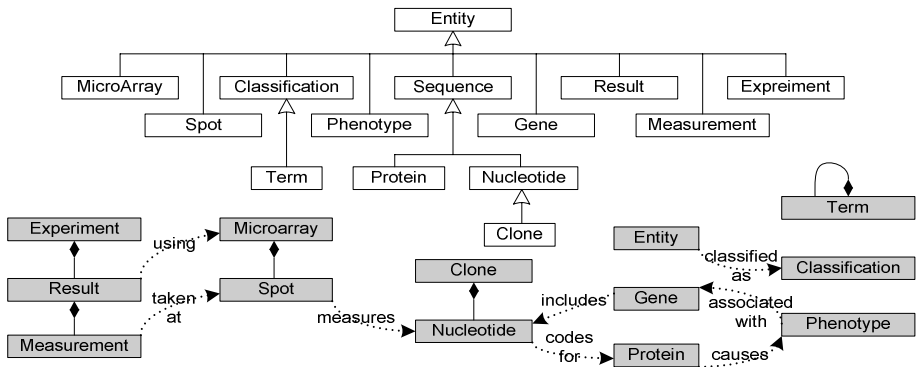 Entity
MicroArray
Classification
Sequence
Result
Expreiment
Spot
Phenotype
Gene
Measurement
Term
Protein
Nucleotide
Clone
Term
Experiment
using
Microarray
Entity
classified
as
Classification
Result
taken
at
Spot
measures
Clone
includes
Gene
associated
with
Phenotype
Measurement
Nucleotide
codes
for
Protein
causes